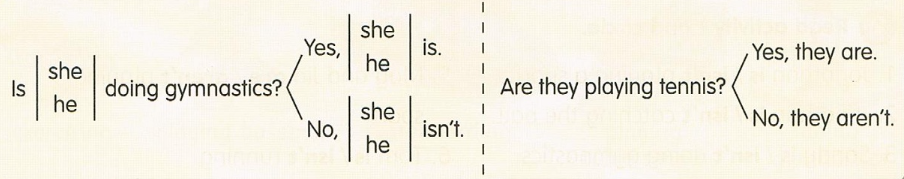 Is she he doing gymnastics? Yes, she he is.
No, she he isn't.
Are they playing tennis? Yes, they are.
No, they aren't.